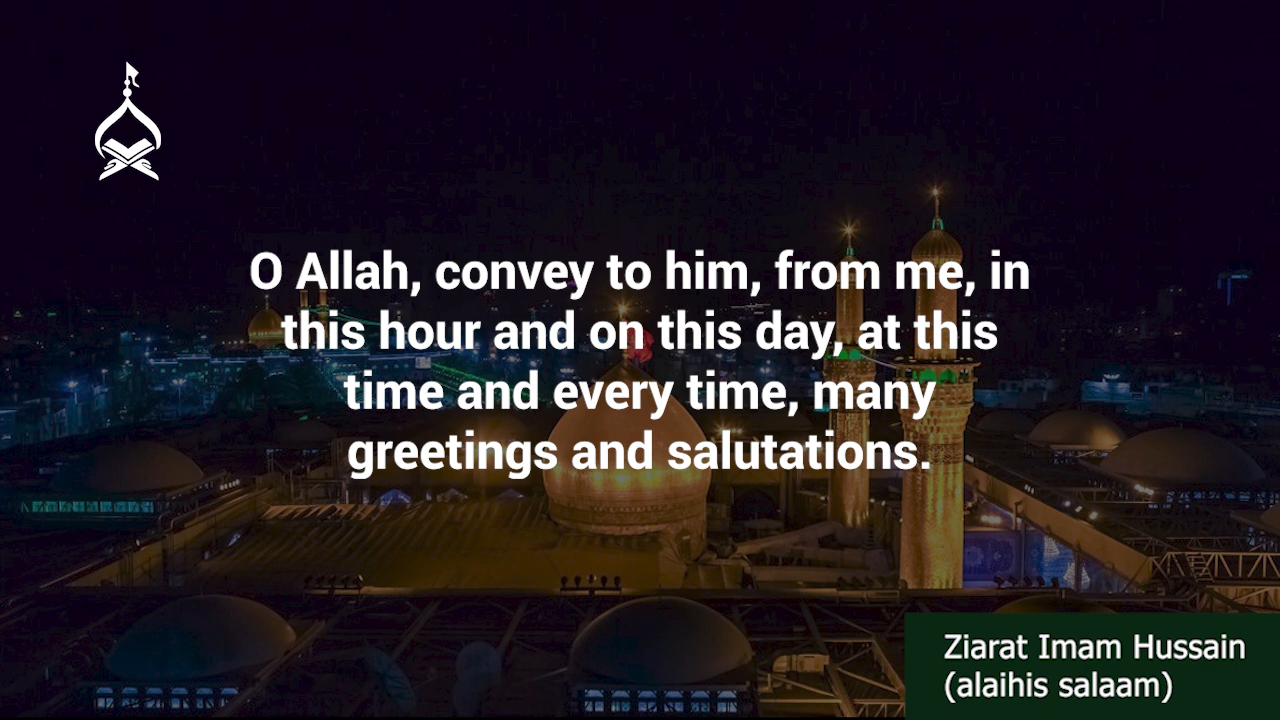 O Allah, convey to him, from me, in
this hour and on this day, at this
time and every time, many
greetings and salutations.
Ziarat Imam Hussain
(alaihis salaam)